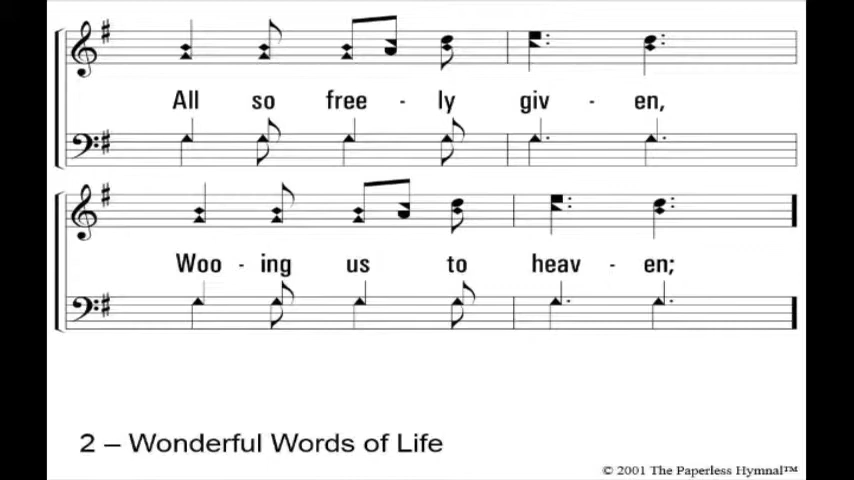 All so free - ly giv - en,
Woo - ing us to heav - en;
2 – Wonderful Words of Life
© 2001 The Paperless Hymnal™